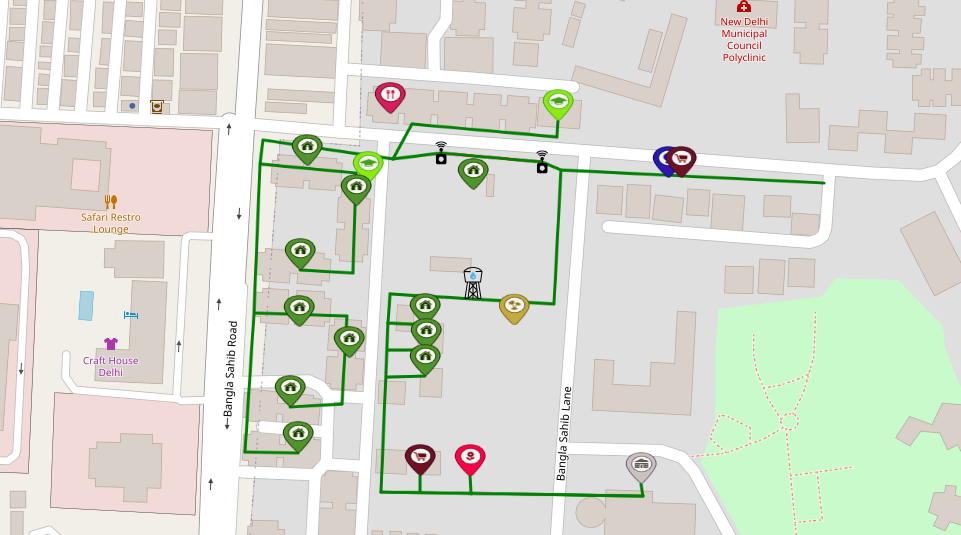 New Delhi
Municipal
Council
Polyclinic
Safari Restro
Lounge
Craft House
Delhi
Bangla Sahib Road
Bangla Sahib Lane